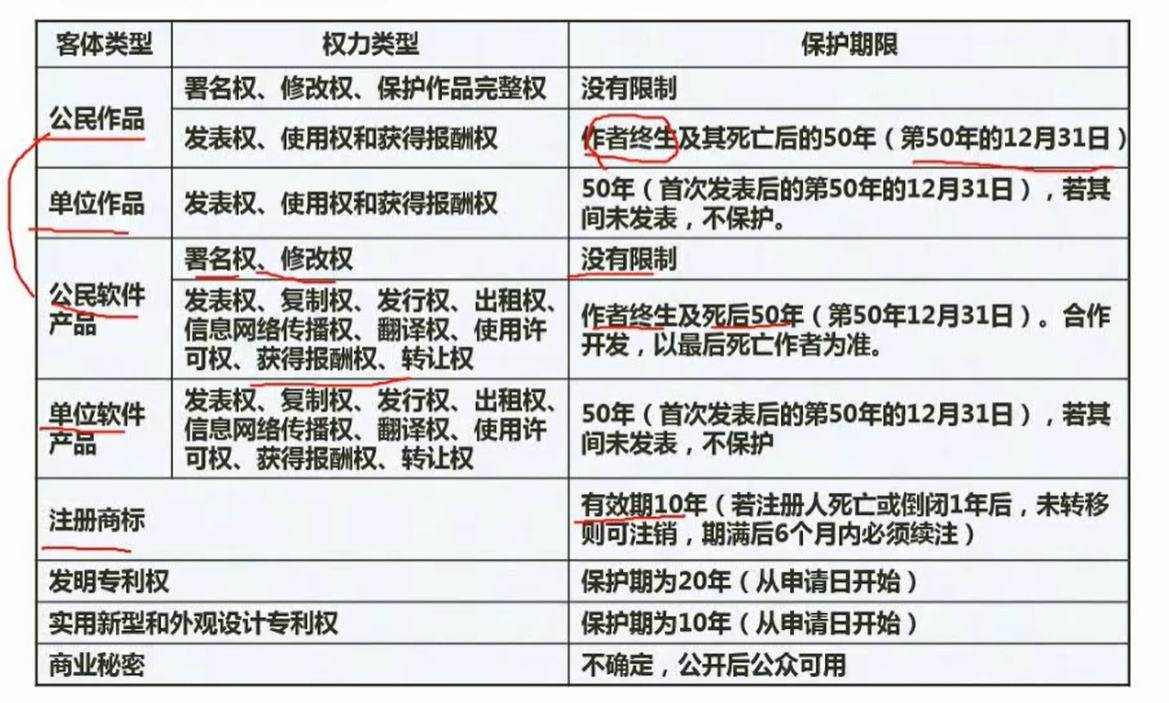 客体类型 权力类型 保护期限
公民作品
署名权、修改权、保护作品完整权 没有限制
发表权、使用权和获得报酬权 作者终生及其死亡后的50年（第50年的12月31日）
单位作品 发表权、使用权和获得报酬权
50年（首次发表后的第50年的12月31日），若其
间未发表，不保护。
公民软件
产品
署名权、修改权 没有限制
发表权、复制权、发行权、出租权、
信息网络传播权、翻译权、使用许
可权、获得报酬权、转让权
作者终生及死后50年（第50年12月31日）。合作
开发，以最后死亡作者为准。
单位软件
产品
发表权、复制权、发行权、出租权、
信息网络传播权、翻译权、使用许
可权、获得报酬权、转让权
50年（首次发表后的第50年的12月31日），若其
间未发表，不保护
注册商标
有效期10年（若注册人死亡或倒闭1年后，未转移
则可注销，期满后6个月内必须续注）
发明专利权 保护期为20年（从申请日开始）
实用新型和外观设计专利权 保护期为10年（从申请日开始）
商业秘密 不确定，公开后公众可用